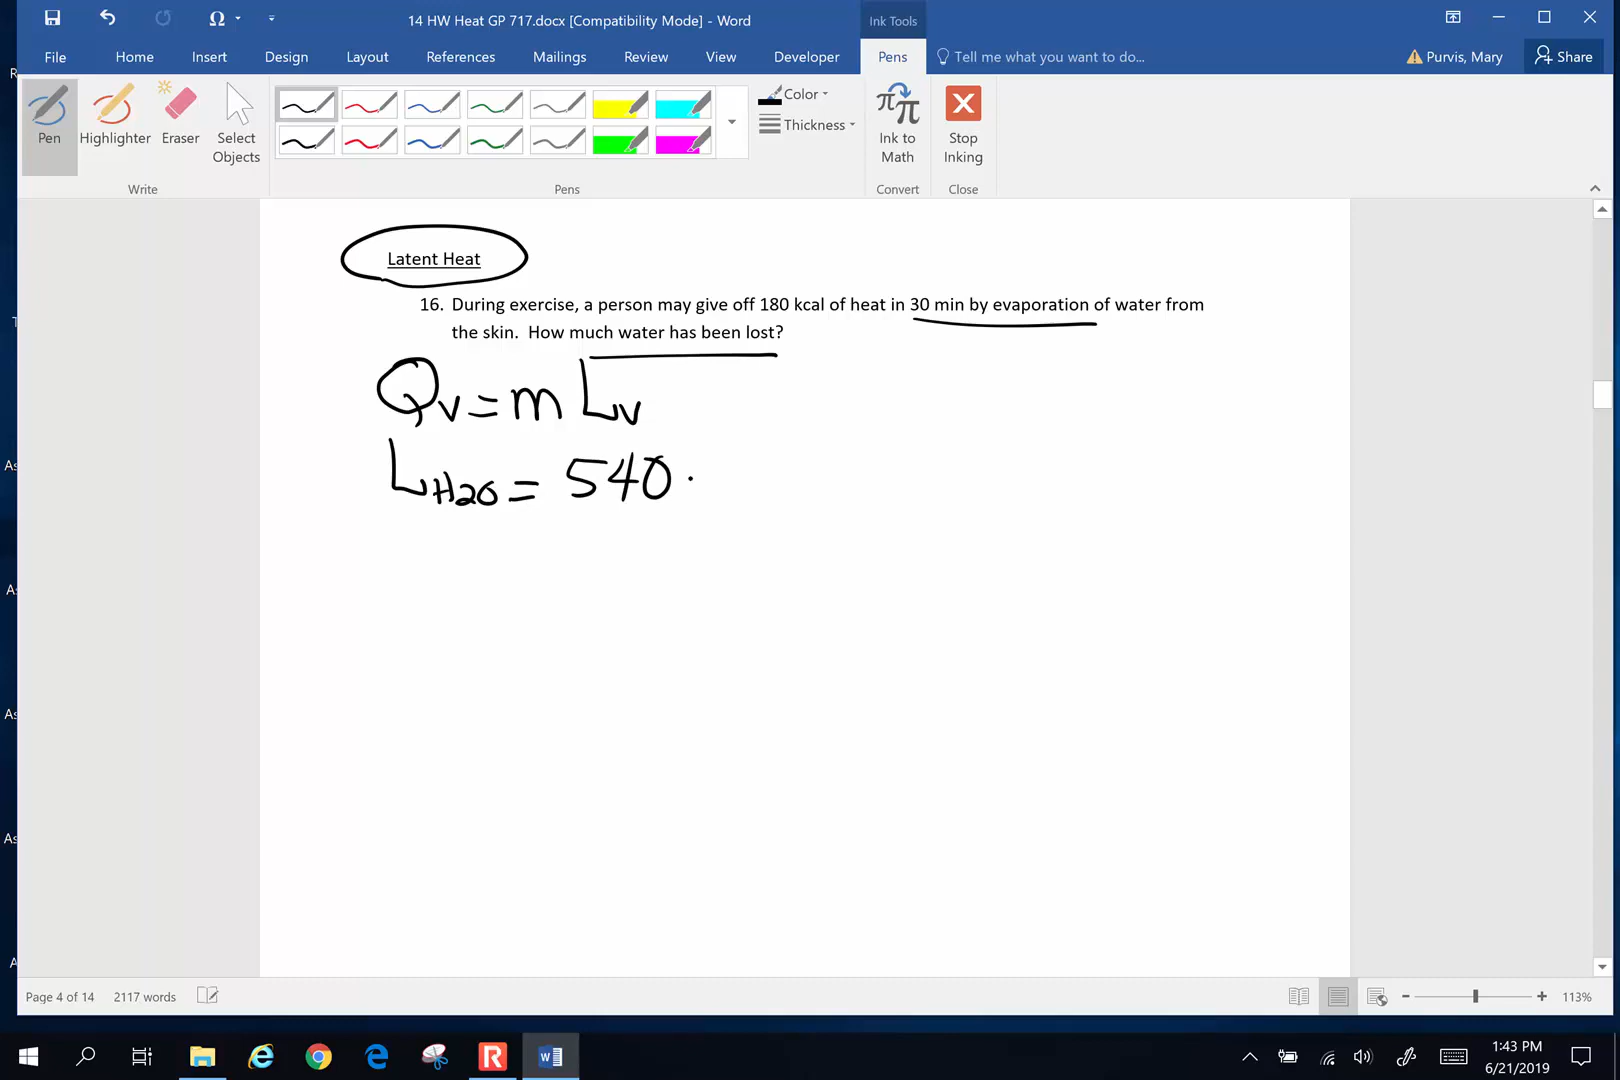 14 HW Heat GP 717.docx [Compatibility Mode] - Word
Ink Tools
File Home Insert Design Layout References Mailings Review View Developer Pens Tell me what you want to do... Purvis, Mary Share
Pen Highlighter Eraser Select Objects
Color
Thickness
Ink to Math
Stop Inking
Write Pens Convert Close
Latent Heat
16. During exercise, a person may give off 180 kcal of heat in 30 min by evaporation of water from
the skin. How much water has been lost?
Qv = m Lv
LH2O = 540 .
Page 4 of 14 2117 words 113%
1:43 PM
6/21/2019